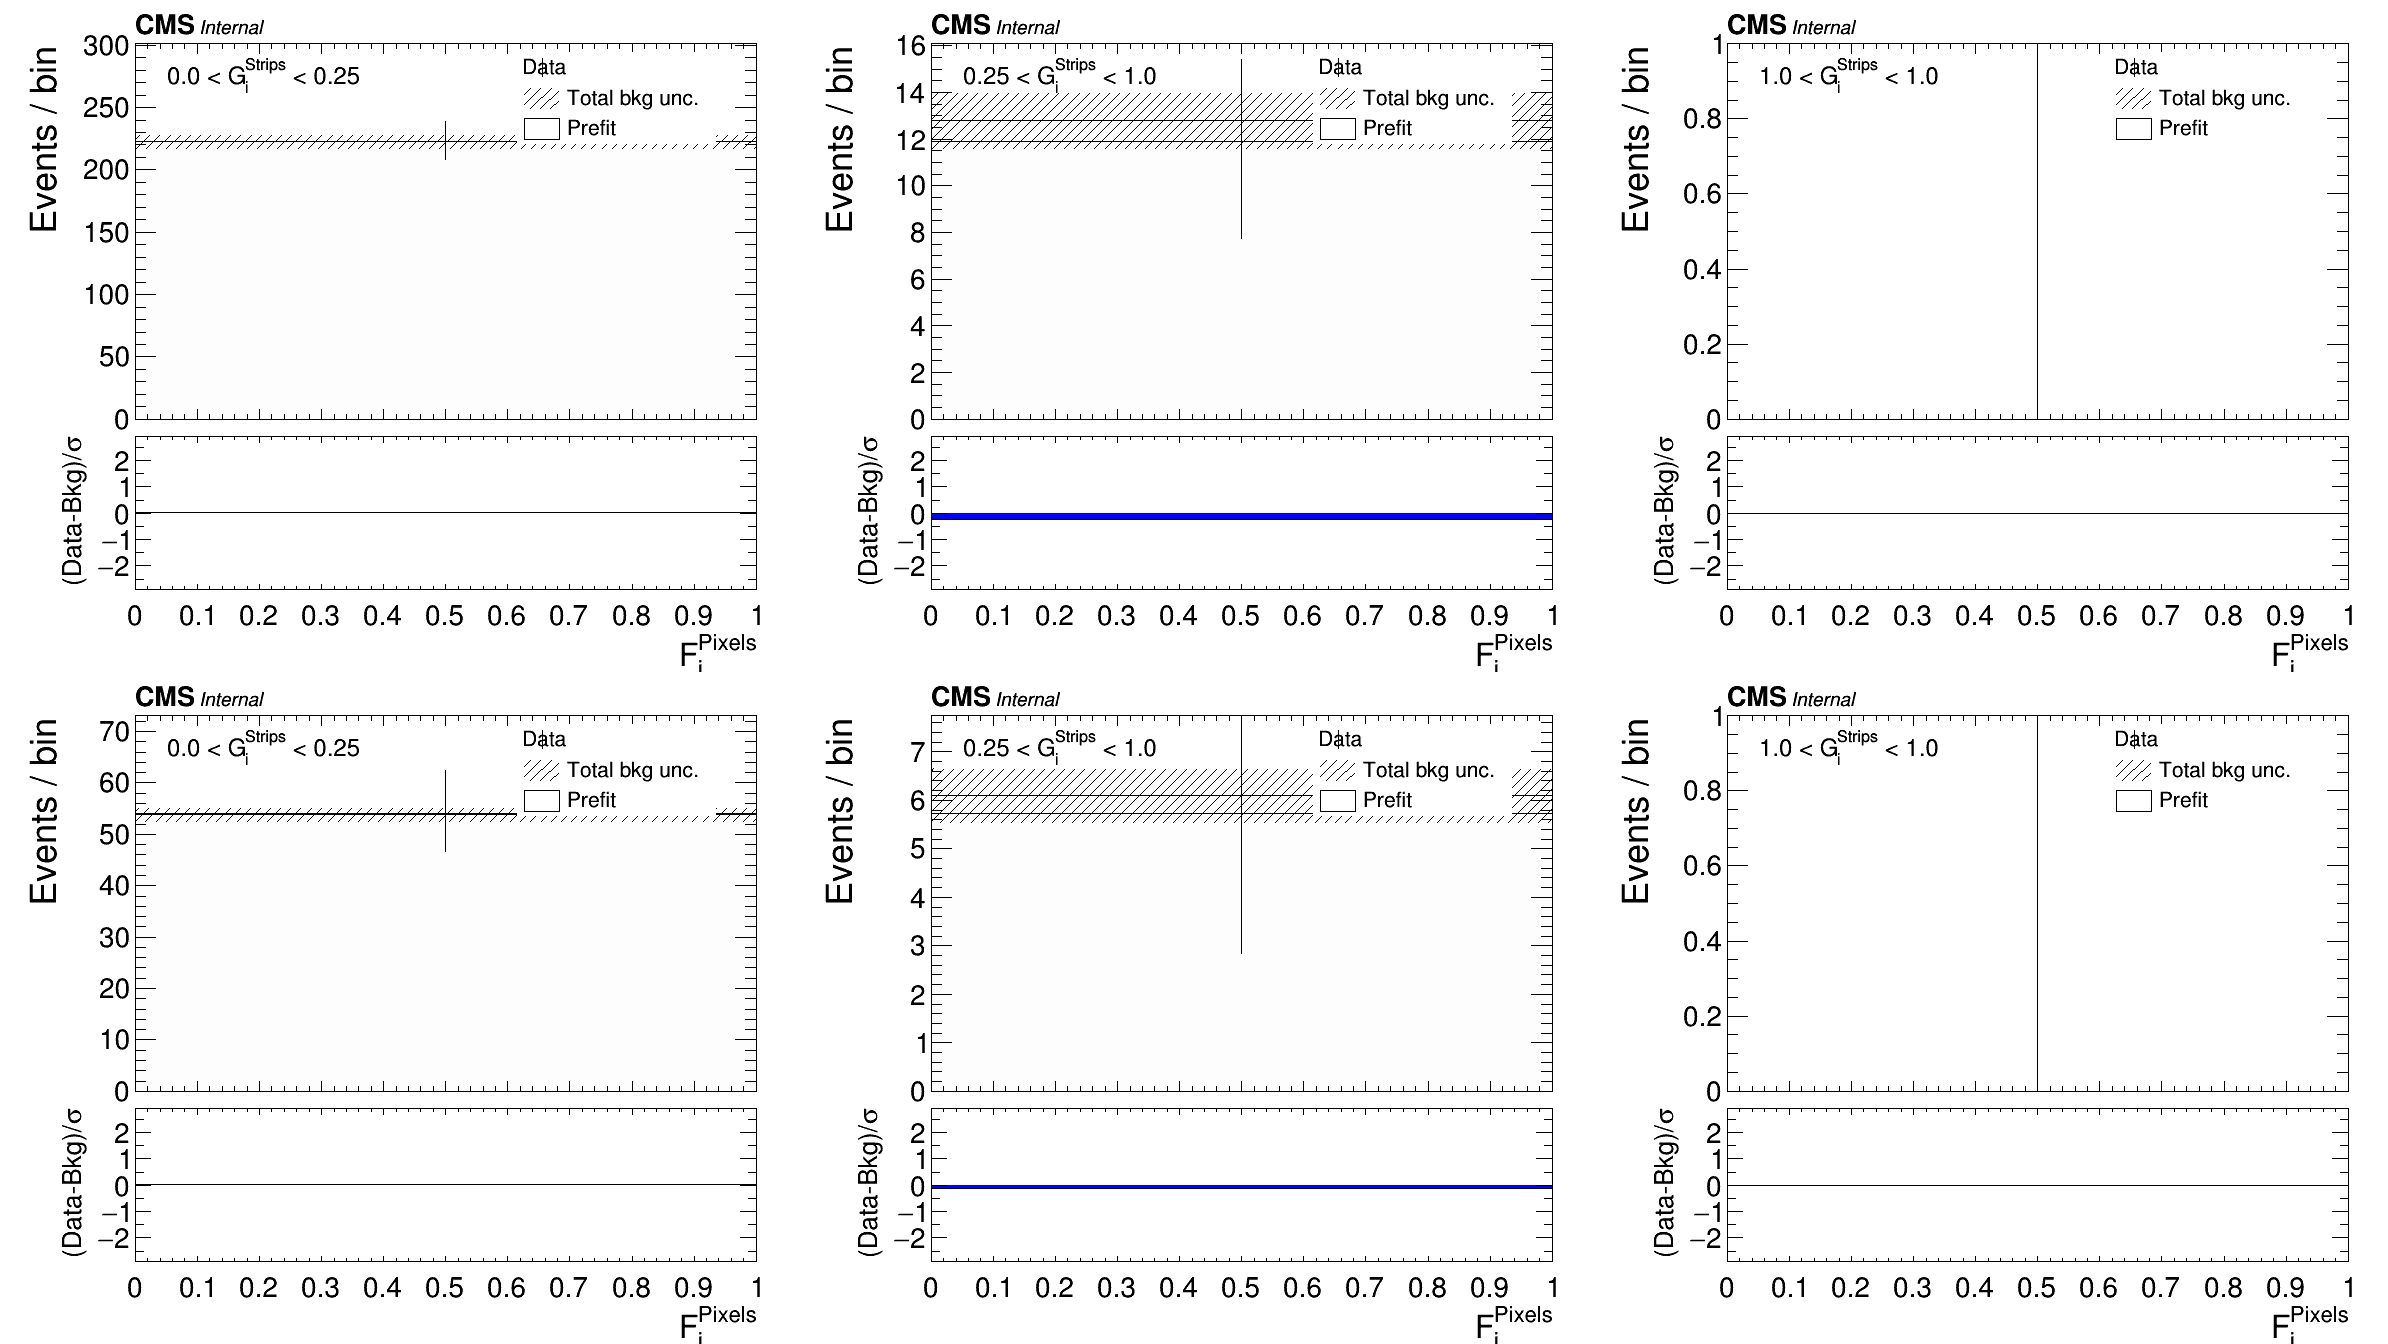 CMS Internal
Events / bin
300
250
200
150
100
50
0
0.0 < G_i^Strips < 0.25
Data
Total bkg unc.
Prefit
(Data-Bkg)/σ
2
1
0
−1
−2
0 0.1 0.2 0.3 0.4 0.5 0.6 0.7 0.8 0.9 1
F_i^Pixels
CMS Internal
Events / bin
16
14
12
10
8
6
4
2
0
0.25 < G_i^Strips < 1.0
Data
Total bkg unc.
Prefit
(Data-Bkg)/σ
2
1
0
−1
−2
0 0.1 0.2 0.3 0.4 0.5 0.6 0.7 0.8 0.9 1
F_i^Pixels
CMS Internal
Events / bin
1
0.8
0.6
0.4
0.2
0
1.0 < G_i^Strips < 1.0
Data
Total bkg unc.
Prefit
(Data-Bkg)/σ
2
1
0
−1
−2
0 0.1 0.2 0.3 0.4 0.5 0.6 0.7 0.8 0.9 1
F_i^Pixels
CMS Internal
Events / bin
70
60
50
40
30
20
10
0
0.0 < G_i^Strips < 0.25
Data
Total bkg unc.
Prefit
(Data-Bkg)/σ
2
1
0
−1
−2
0 0.1 0.2 0.3 0.4 0.5 0.6 0.7 0.8 0.9 1
F_i^Pixels
CMS Internal
Events / bin
7
6
5
4
3
2
1
0
0.25 < G_i^Strips < 1.0
Data
Total bkg unc.
Prefit
(Data-Bkg)/σ
2
1
0
−1
−2
0 0.1 0.2 0.3 0.4 0.5 0.6 0.7 0.8 0.9 1
F_i^Pixels
CMS Internal
Events / bin
1
0.8
0.6
0.4
0.2
0
1.0 < G_i^Strips < 1.0
Data
Total bkg unc.
Prefit
(Data-Bkg)/σ
2
1
0
−1
−2
0 0.1 0.2 0.3 0.4 0.5 0.6 0.7 0.8 0.9 1
F_i^Pixels